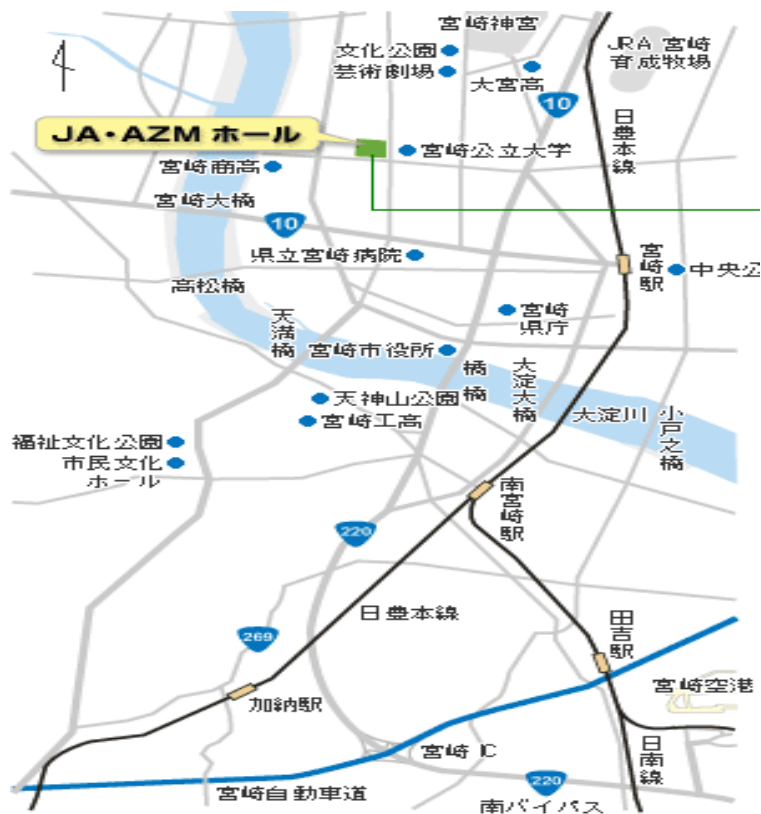 宮崎神宮
文化公園
芸術劇場
大宮高
JRA 宮崎
育成牧場
10
日豊本線
JA・AZM ホール
宮崎公立大学
宮崎商高
宮崎大橋
10
県立宮崎病院
宮崎駅
中央公
高松橋
天満橋
宮崎
県庁
宮崎市役所
橘橋
大淀大橋
天神山公園
宮崎工高
大淀川
小戸之橋
福祉文化公園
市民文化
ホール
南宮崎駅
220
日豊本線
269
田吉駅
加納駅
宮崎空港
宮崎 IC
日南線
宮崎自動車道
220
南バイパス